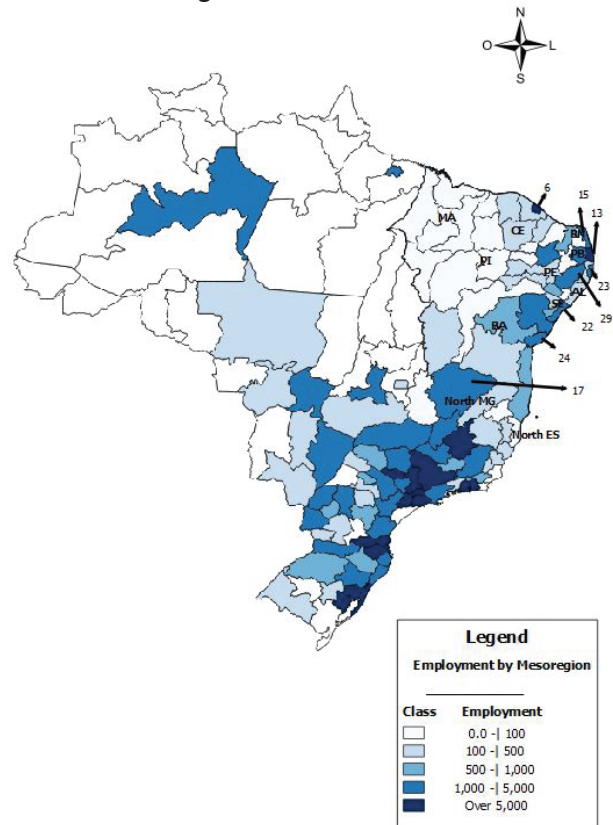 N
O L
S
6
15
13
MA
CE
RN
PB
PI
PE
AL
23
SE
29
BA
22
24
17
North MG
North ES
Legend
Employment by Mesoregion
Class Employment
0.0 -| 100
100 -| 500
500 -| 1,000
1,000 -| 5,000
Over 5,000